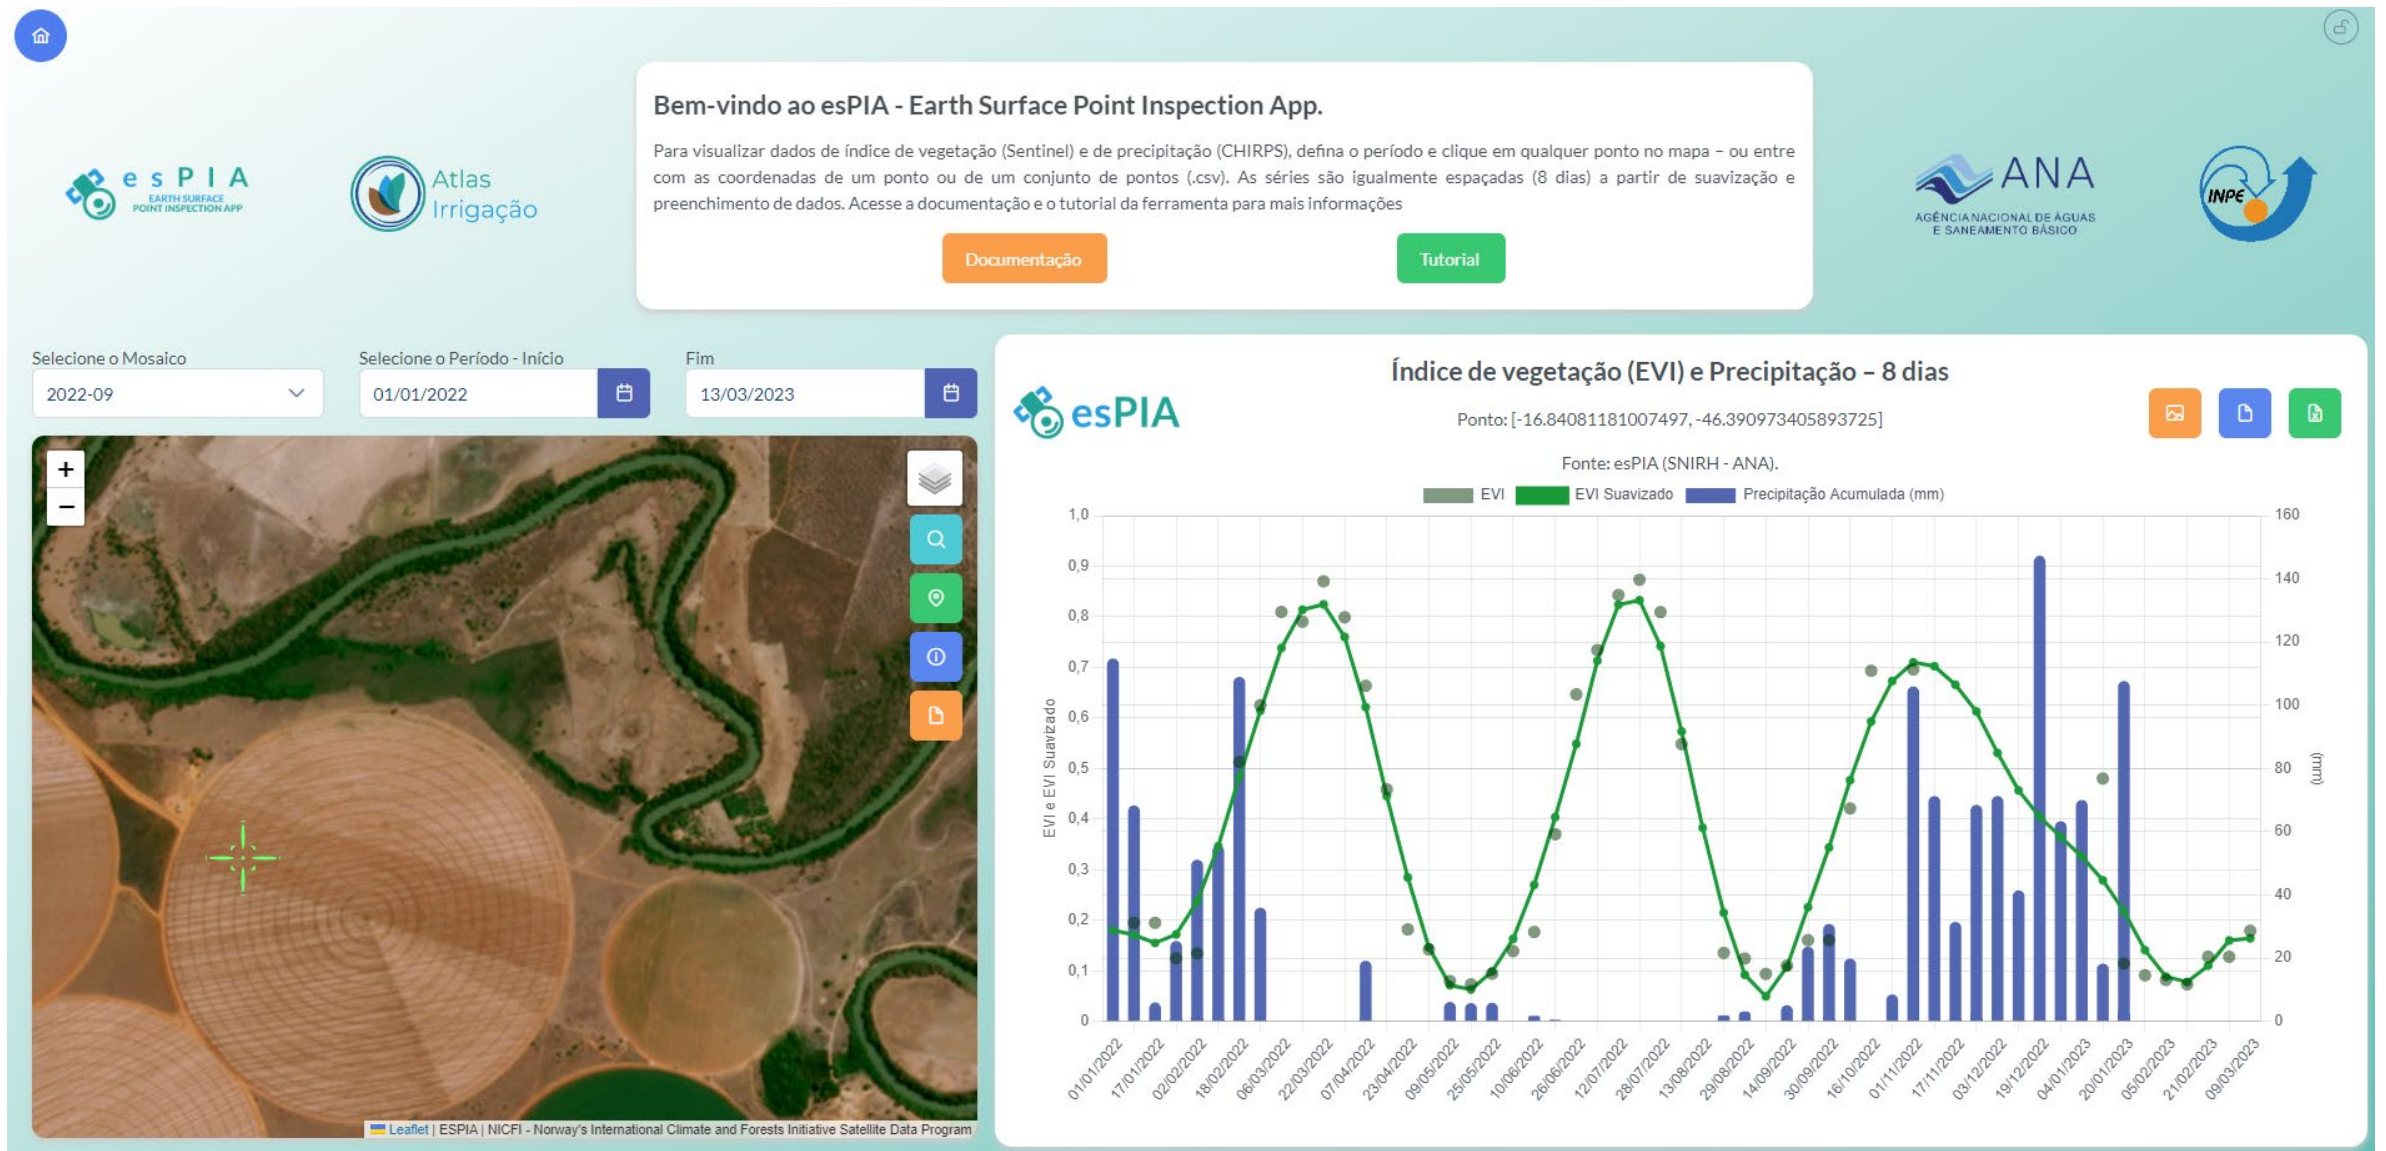 Bem-vindo ao esPIA - Earth Surface Point Inspection App.
Para visualizar dados de índice de vegetação (Sentinel) e de precipitação (CHIRPS), defina o período e clique em qualquer ponto no mapa – ou entre
com as coordenadas de um ponto ou de um conjunto de pontos (.csv). As séries são igualmente espaçadas (8 dias) a partir de suavização e
preenchimento de dados. Acesse a documentação e o tutorial da ferramenta para mais informações
Documentação
Tutorial
esPIA
EARTH SURFACE
POINT INSPECTION APP
Atlas
Irrigação
ANA
AGÊNCIA NACIONAL DE ÁGUAS
E SANEAMENTO BÁSICO
INPE
Selecione o Mosaico
2022-09
Selecione o Período - Início
01/01/2022
Fim
13/03/2023
+
−
Leaflet | ESPIA | NICFI - Norway's International Climate and Forests Initiative Satellite Data Program
esPIA
Índice de vegetação (EVI) e Precipitação – 8 dias
Ponto: [-16.84081181007497, -46.390973405893725]
Fonte: esPIA (SNIRH - ANA).
EVI
EVI Suavizado
Precipitação Acumulada (mm)
EVI e EVI Suavizado
1,0
0,9
0,8
0,7
0,6
0,5
0,4
0,3
0,2
0,1
0
160
140
120
100
80
60
40
20
0
(mm)
01/01/2022
17/01/2022
02/02/2022
18/02/2022
06/03/2022
22/03/2022
07/04/2022
23/04/2022
09/05/2022
25/05/2022
10/06/2022
26/06/2022
12/07/2022
28/07/2022
13/08/2022
29/08/2022
14/09/2022
30/09/2022
16/10/2022
01/11/2022
17/11/2022
03/12/2022
19/12/2022
04/01/2023
20/01/2023
05/02/2023
21/02/2023
09/03/2023